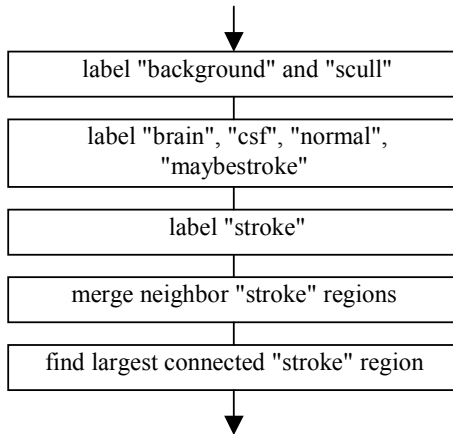 label "background" and "scull"
label "brain", "csf", "normal",
"maybestroke"
label "stroke"
merge neighbor "stroke" regions
find largest connected "stroke" region